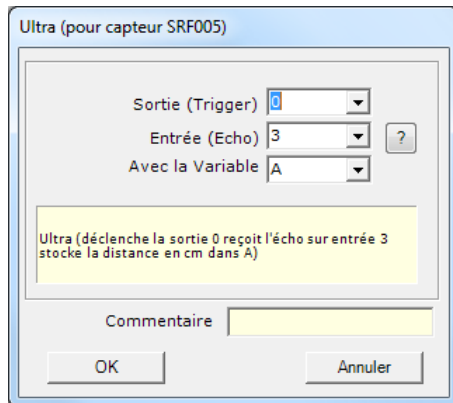 Ultra (pour capteur SRF005)
Sortie (Trigger) 0
Entrée (Echo) 3
?
Avec la Variable A
Ultra (déclenche la sortie 0 reçoit l'écho sur entrée 3
stocke la distance en cm dans A)
Commentaire
OK Annuler